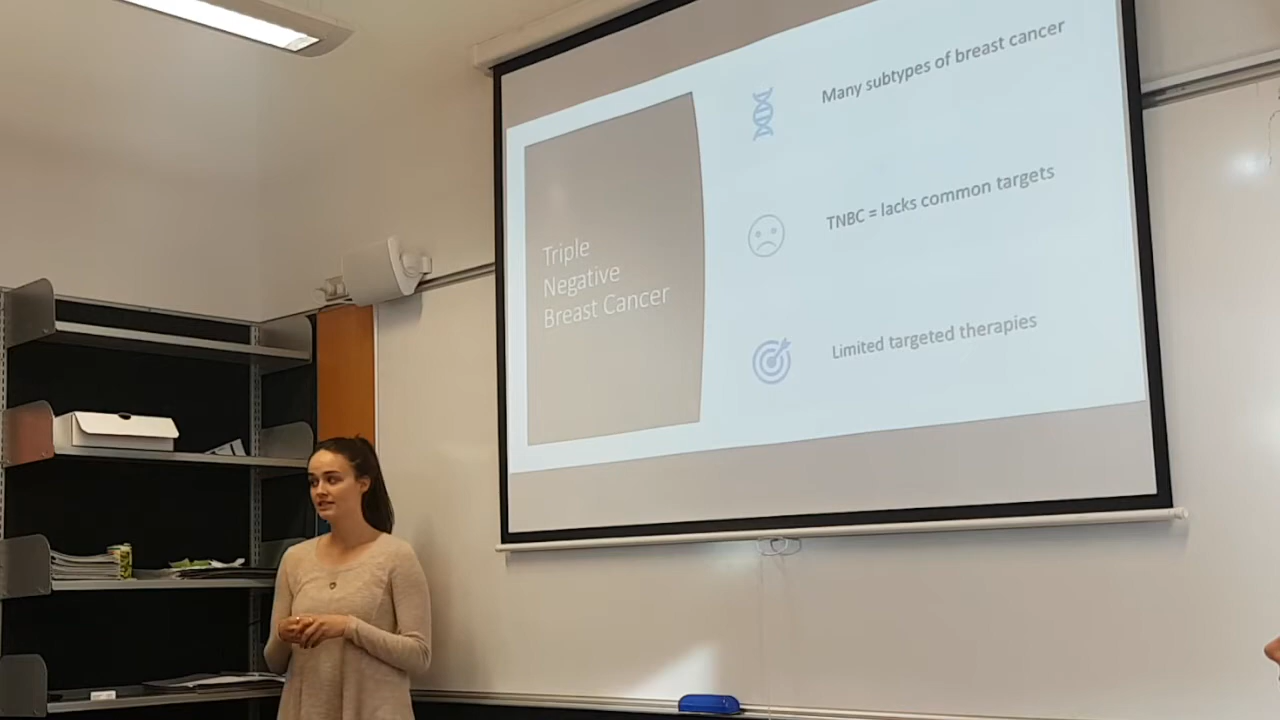 Triple
Negative
Breast Cancer
Many subtypes of breast cancer
TNBC = lacks common targets
Limited targeted therapies